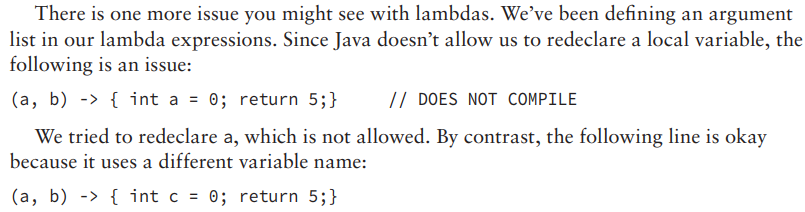 There is one more issue you might see with lambdas. We’ve been defining an argument
list in our lambda expressions. Since Java doesn’t allow us to redeclare a local variable, the
following is an issue:
(a, b) -> { int a = 0; return 5;}     // DOES NOT COMPILE
We tried to redeclare a, which is not allowed. By contrast, the following line is okay
because it uses a different variable name:
(a, b) -> { int c = 0; return 5;}